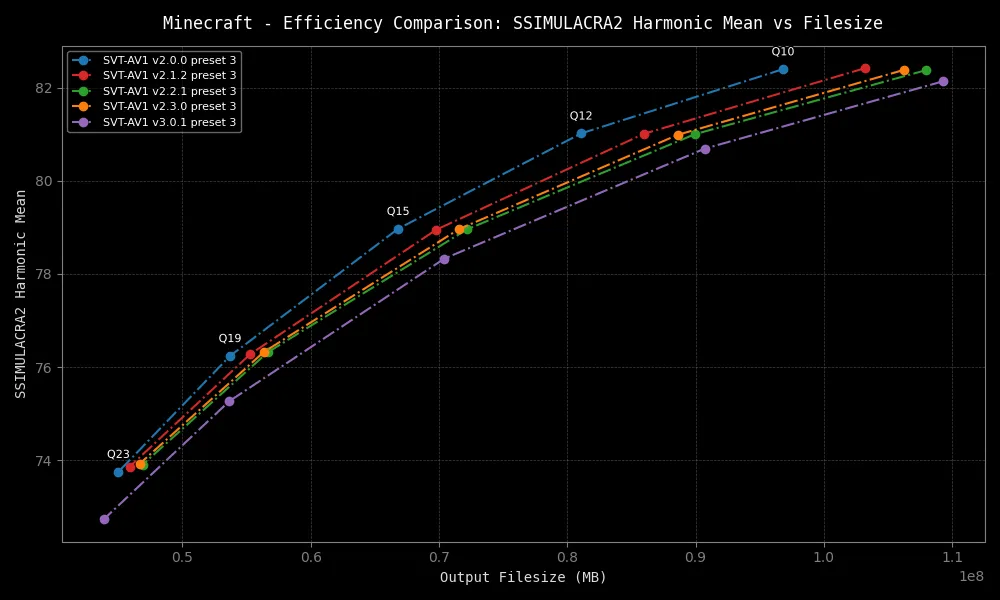 Minecraft - Efficiency Comparison: SSIMULACRA2 Harmonic Mean vs Filesize
SVT-AV1 v2.0.0 preset 3
SVT-AV1 v2.1.2 preset 3
SVT-AV1 v2.2.1 preset 3
SVT-AV1 v2.3.0 preset 3
SVT-AV1 v3.0.1 preset 3
Q10
Q12
Q15
Q19
Q23
SSIMULACRA2 Harmonic Mean
82
80
78
76
74
0.5
0.6
0.7
0.8
0.9
1.0
1.1
1e8
Output Filesize (MB)